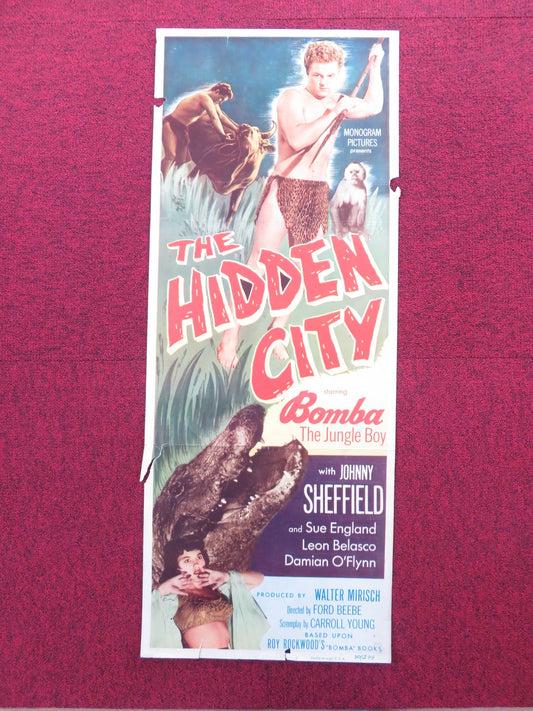 MONOGRAM
PICTURES
presents
THE
HIDDEN
CITY
starring
Bomba
The Jungle Boy
with JOHNNY
SHEFFIELD
and Sue England
Leon Belasco
Damian O'Flynn
PRODUCED BY WALTER MIRISCH
Directed by FORD BEEBE
Screenplay by CARROLL YOUNG
BASED UPON
ROY ROCKWOOD'S "BOMBA" BOOKS